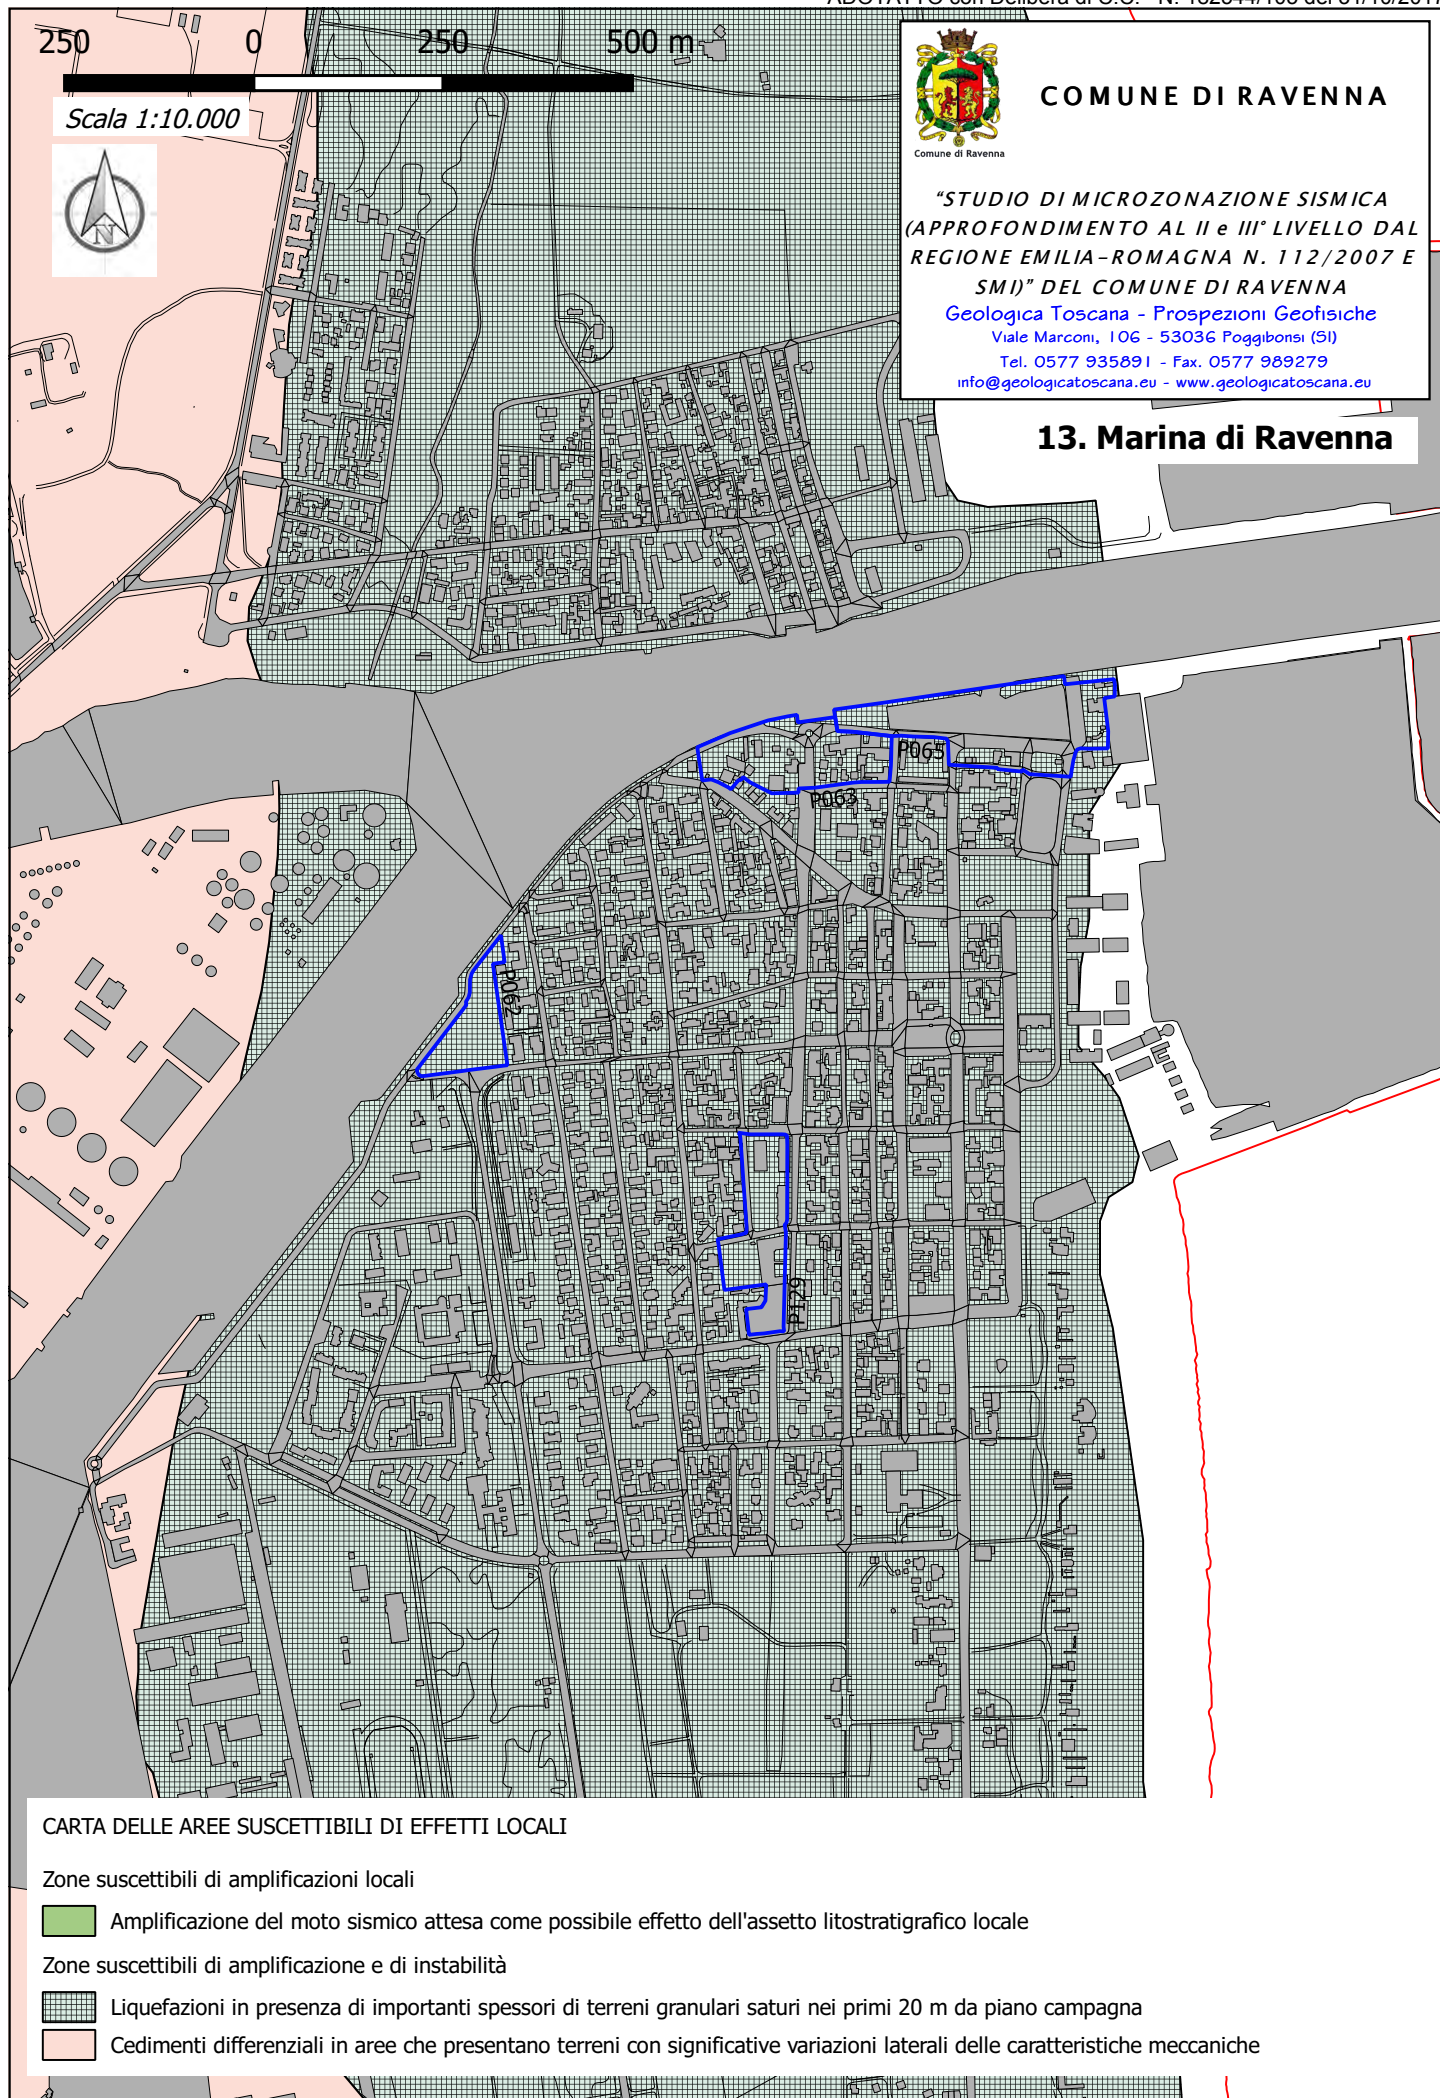 250 0 250 500 m
Scala 1:10.000
N
Comune di Ravenna
COMUNE DI RAVENNA
“STUDIO DI MICROZONAZIONE SISMICA
(APPROFONDIMENTO AL II e III° LIVELLO DAL
REGIONE EMILIA-ROMAGNA N. 112/2007 E
SMI)” DEL COMUNE DI RAVENNA
Geologica Toscana - Prospezioni Geofisiche
Viale Marconi, 106 - 53036 Poggibonsi (SI)
Tel. 0577 935891 - Fax. 0577 989279
info@geologicatoscana.eu - www.geologicatoscana.eu
13. Marina di Ravenna
P065
P063
P062
P129
CARTA DELLE AREE SUSCETTIBILI DI EFFETTI LOCALI
Zone suscettibili di amplificazioni locali
Amplificazione del moto sismico attesa come possibile effetto dell'assetto litostratigrafico locale
Zone suscettibili di amplificazione e di instabilità
Liquefazioni in presenza di importanti spessori di terreni granulari saturi nei primi 20 m da piano campagna
Cedimenti differenziali in aree che presentano terreni con significative variazioni laterali delle caratteristiche meccaniche